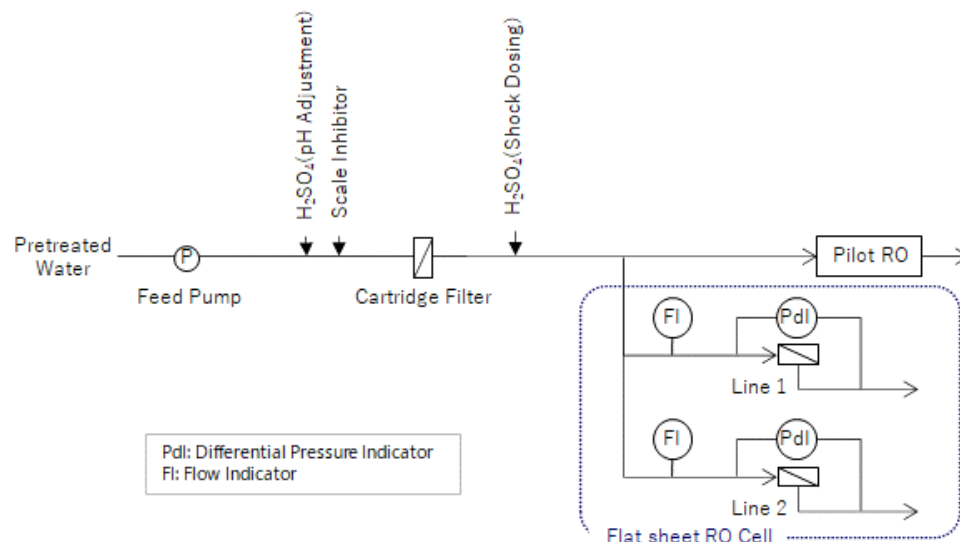 H₂SO₄(pH Adjustment)
Scale Inhibitor
H₂SO₄(Shock Dosing)
Pretreated
Water
P
Feed Pump
Cartridge Filter
Pilot RO
FI
PdI
Line 1
FI
PdI
Line 2
PdI: Differential Pressure Indicator
FI: Flow Indicator
Flat sheet RO Cell